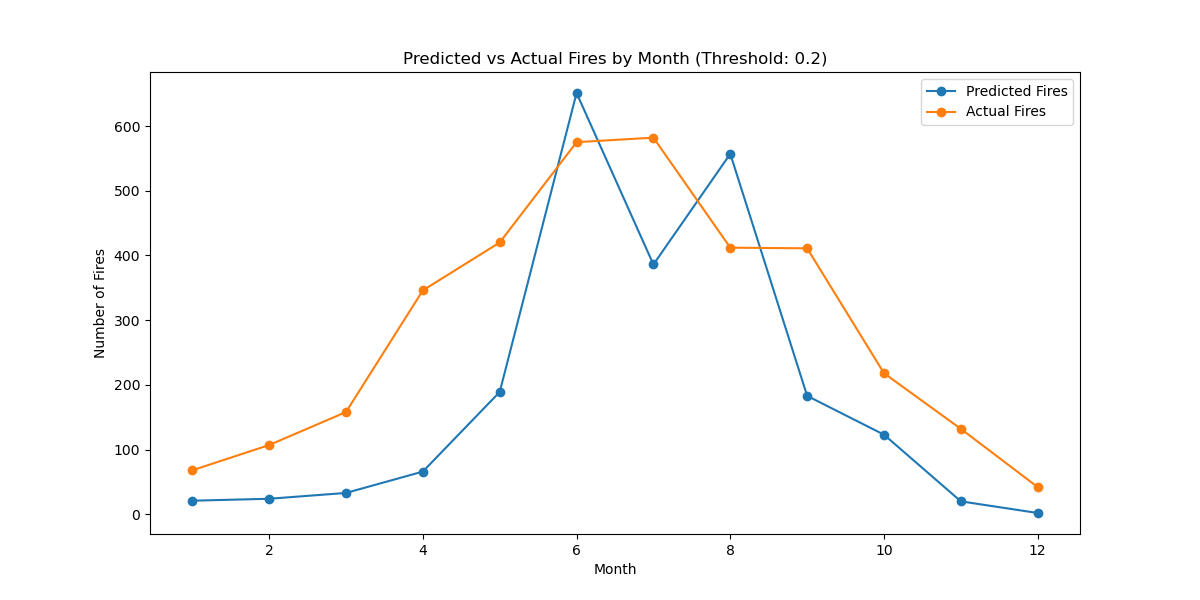 Predicted vs Actual Fires by Month (Threshold: 0.2)
Predicted Fires
Actual Fires
Number of Fires
600
500
400
300
200
100
0
2 4 6 8 10 12
Month